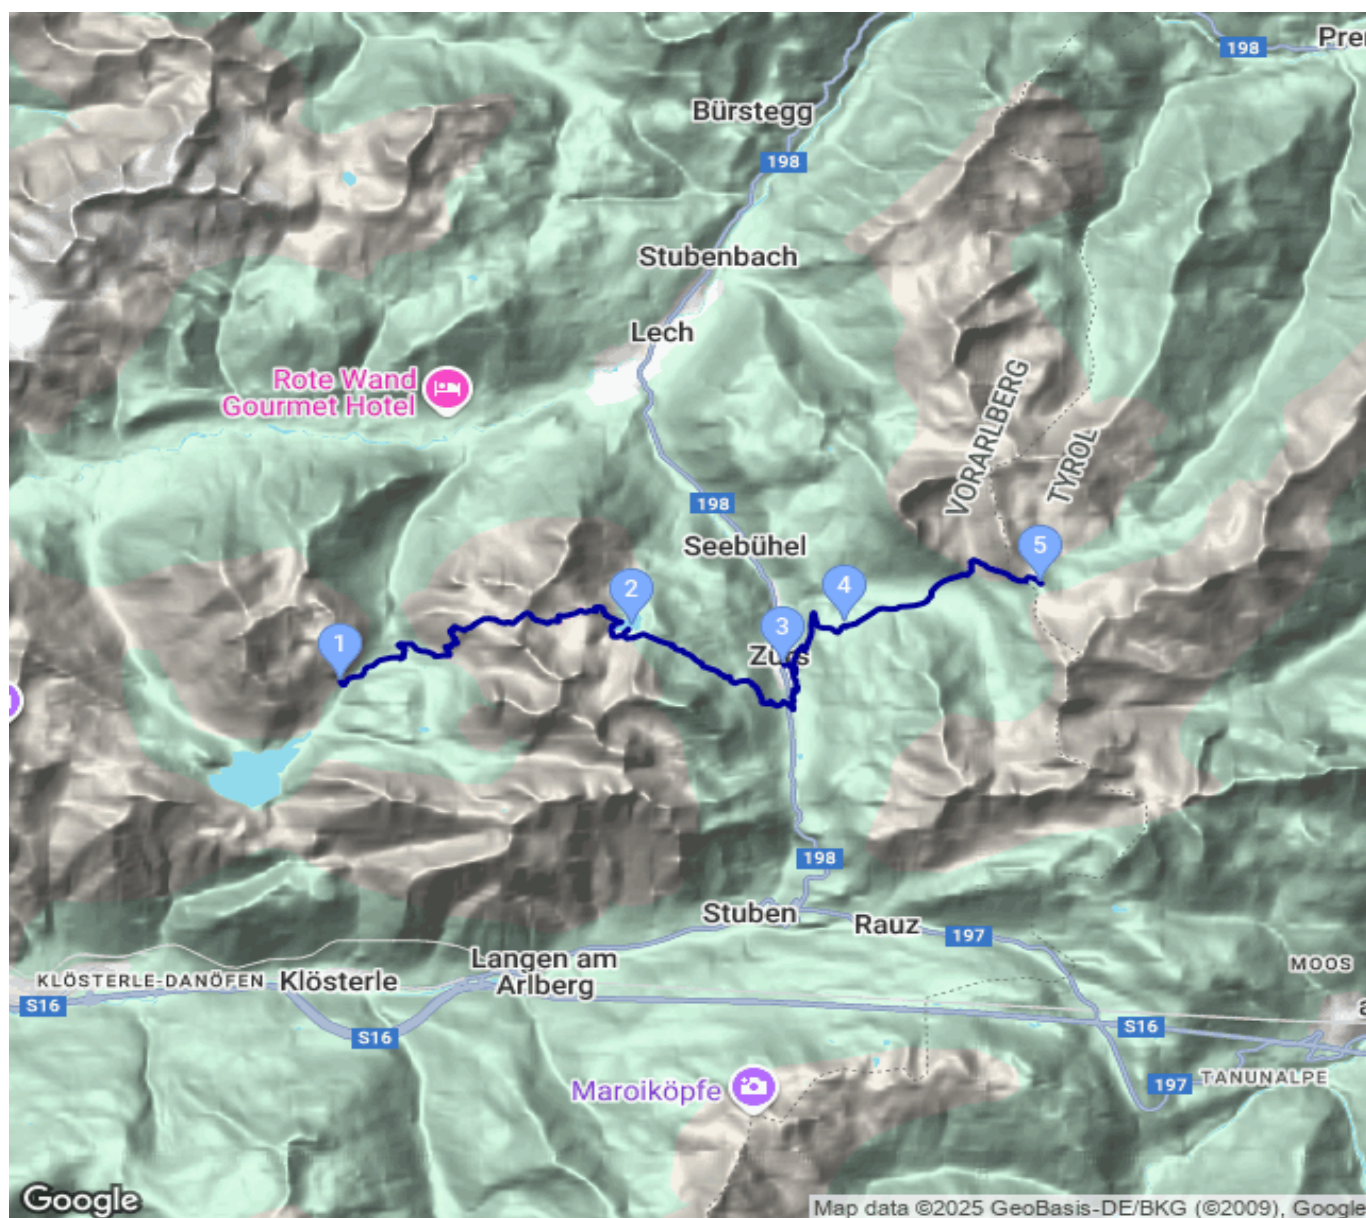 198
Prer
Bürstegg
198
Stubenbach
Lech
Rote Wand
Gourmet Hotel
VORARLBERG
TYROL
198
Seebühel
5
2
4
3
1
Zürs
198
Stuben
Rauz
197
Langen am
Arlberg
KLÖSTERLE-DANÖFEN
Klösterle
MOOS
S16
a
S16
S16
Maroiköpfe
197
TANUNALPE
Google
Map data ©2025 GeoBasis-DE/BKG (©2009), Google